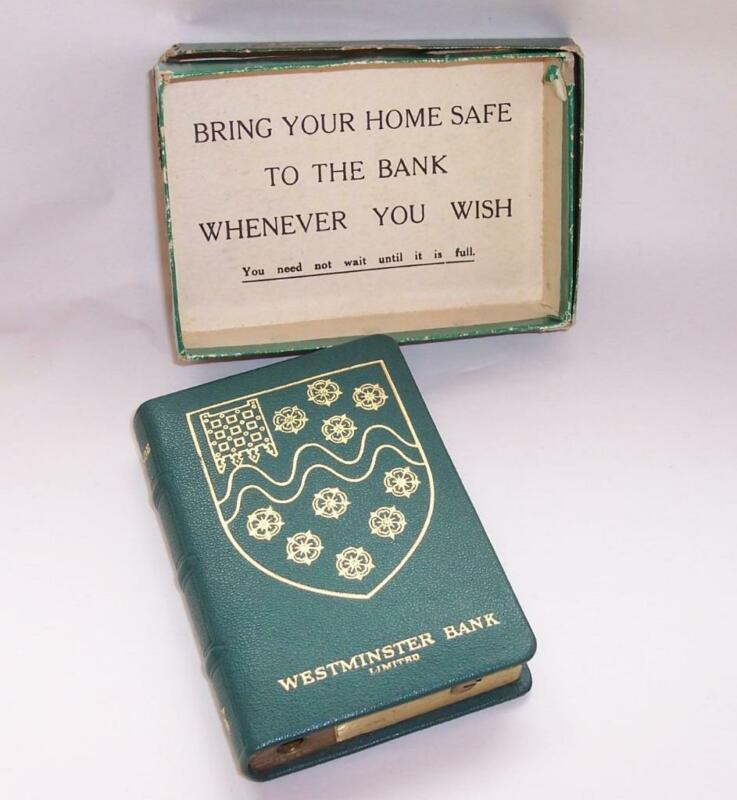 BRING YOUR HOME SAFE
TO THE BANK
WHENEVER YOU WISH
You need not wait until it is full.
WESTMINSTER BANK
LIMITED